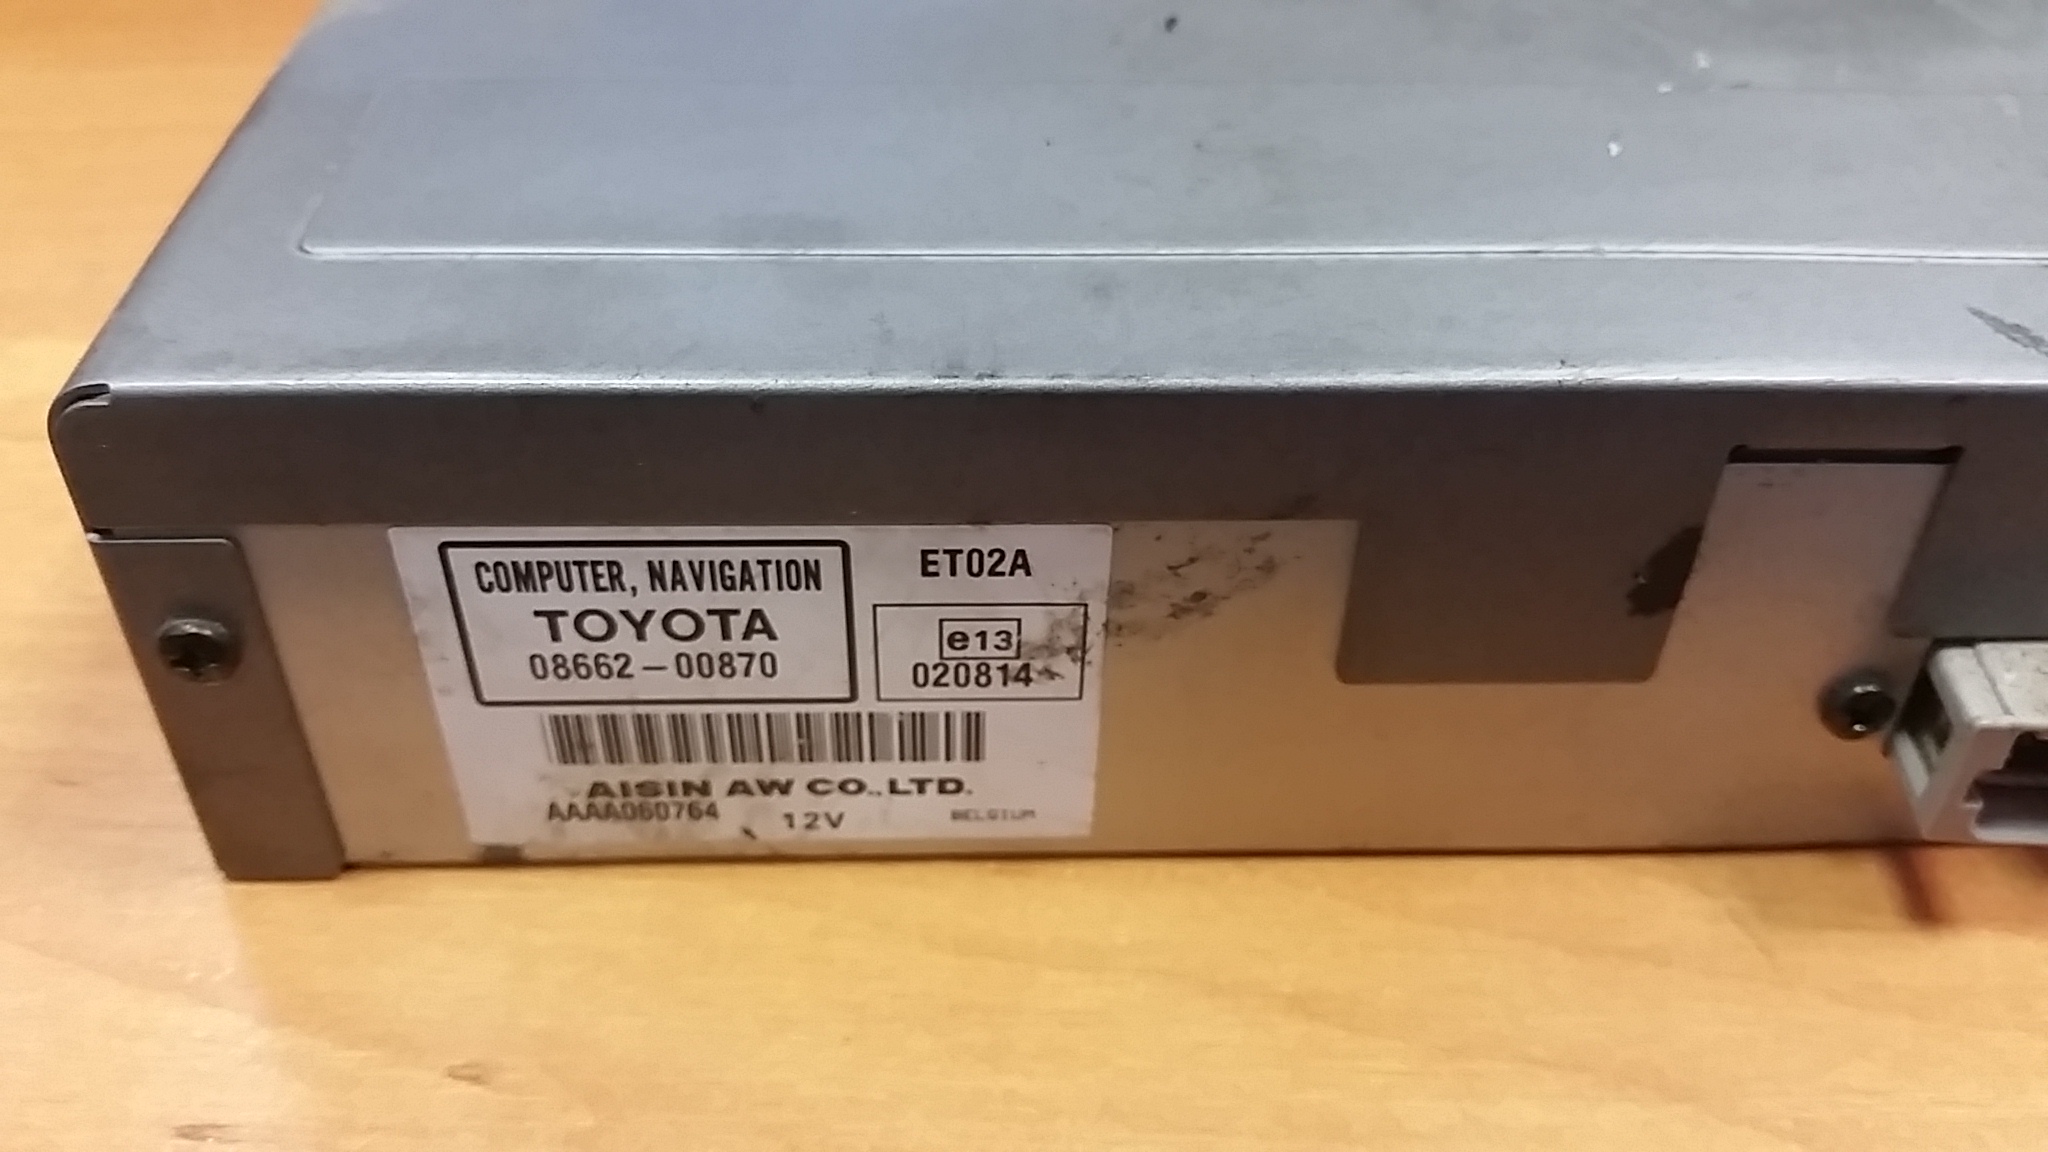 COMPUTER, NAVIGATION
TOYOTA
08662-00870
ET02A
e13
020814
AISIN AW CO., LTD.
AAAA060764
12V
BELGIUM